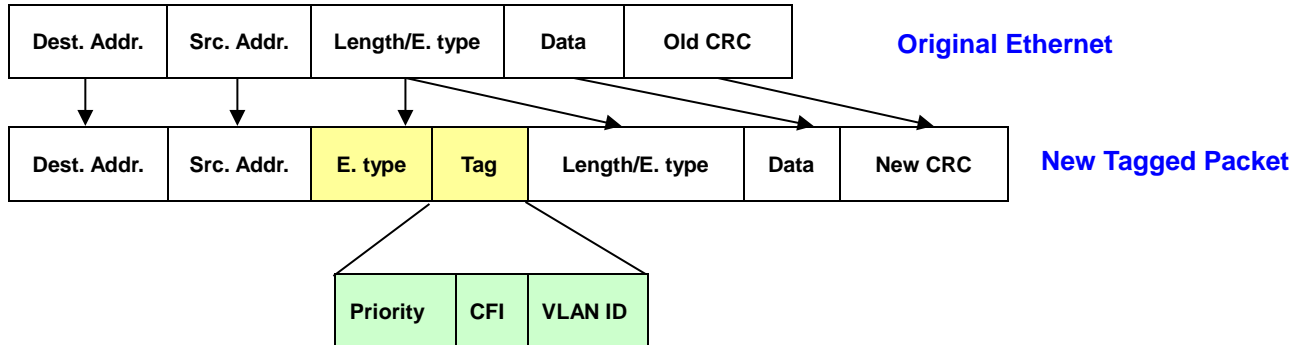 Dest. Addr. Src. Addr. Length/E. type Data Old CRC Original Ethernet
Dest. Addr. Src. Addr. E. type Tag Length/E. type Data New CRC New Tagged Packet
Priority CFI VLAN ID